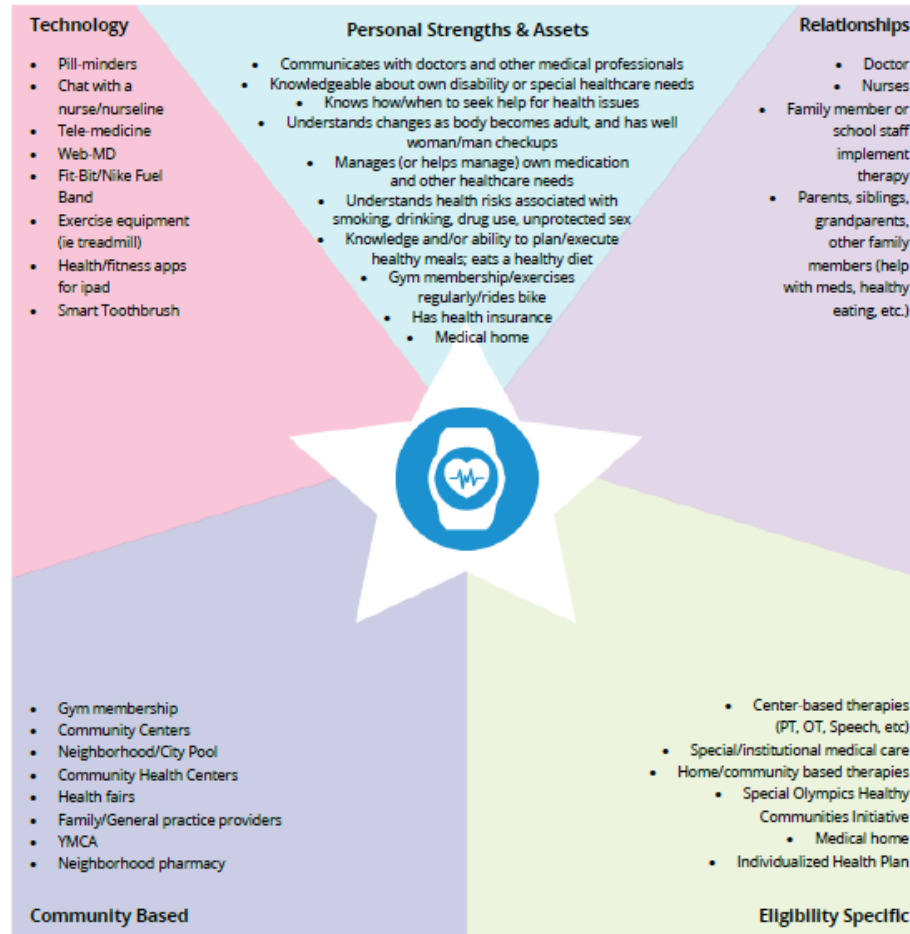 Technology
• Pill-minders
• Chat with a
nurse/nurseline
• Tele-medicine
• Web-MD
• Fit-Bit/Nike Fuel
Band
• Exercise equipment
(ie treadmill)
• Health/fitness apps
for ipad
• Smart Toothbrush
Personal Strengths & Assets
• Communicates with doctors and other medical professionals
• Knowledgeable about own disability or special healthcare needs
• Knows how/when to seek help for health issues
• Understands changes as body becomes adult, and has well
woman/man checkups
• Manages (or helps manage) own medication
and other healthcare needs
• Understands health risks associated with
smoking, drinking, drug use, unprotected sex
• Knowledge and/or ability to plan/execute
healthy meals; eats a healthy diet
• Gym membership/exercises
regularly/rides bike
• Has health insurance
• Medical home
Relationships
• Doctor
• Nurses
• Family member or
school staff
implement
therapy
• Parents, siblings,
grandparents,
other family
members (help
with meds, healthy
eating, etc.)
• Gym membership
• Community Centers
• Neighborhood/City Pool
• Community Health Centers
• Health fairs
• Family/General practice providers
• YMCA
• Neighborhood pharmacy
Community Based
• Center-based therapies
(PT, OT, Speech, etc)
• Special/institutional medical care
• Home/community based therapies
• Special Olympics Healthy
Communities Initiative
• Medical home
• Individualized Health Plan
Eligibility Specific